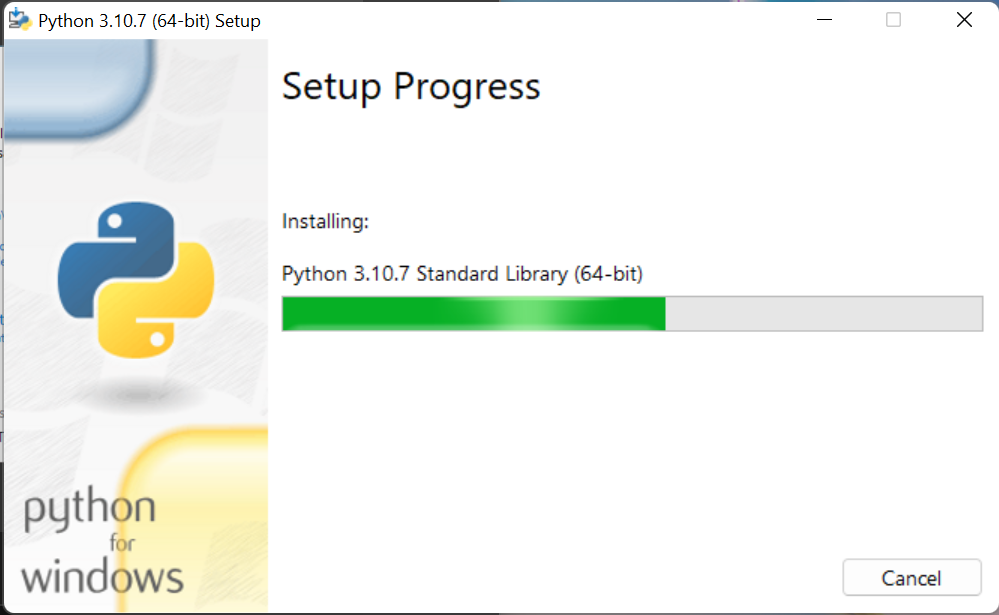 Python 3.10.7 (64-bit) Setup
Setup Progress
Installing:
Python 3.10.7 Standard Library (64-bit)
python
for
windows
Cancel